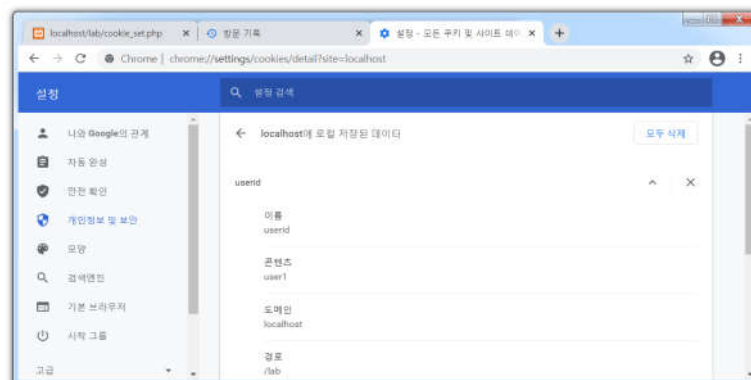 localhost/lab/cookie_set.php
방문 기록
설정 - 모든 쿠키 및 사이트 데이
Chrome | chrome://settings/cookies/detail?site=localhost
설정
설정 검색
나와 Google의 관계
자동 완성
안전 확인
개인정보 및 보안
모양
검색엔진
기본 브라우저
시작 그룹
고급
localhost에 로컬 저장된 데이터
모두 삭제
userid
이름
userid
콘텐츠
user1
도메인
localhost
경로
/lab